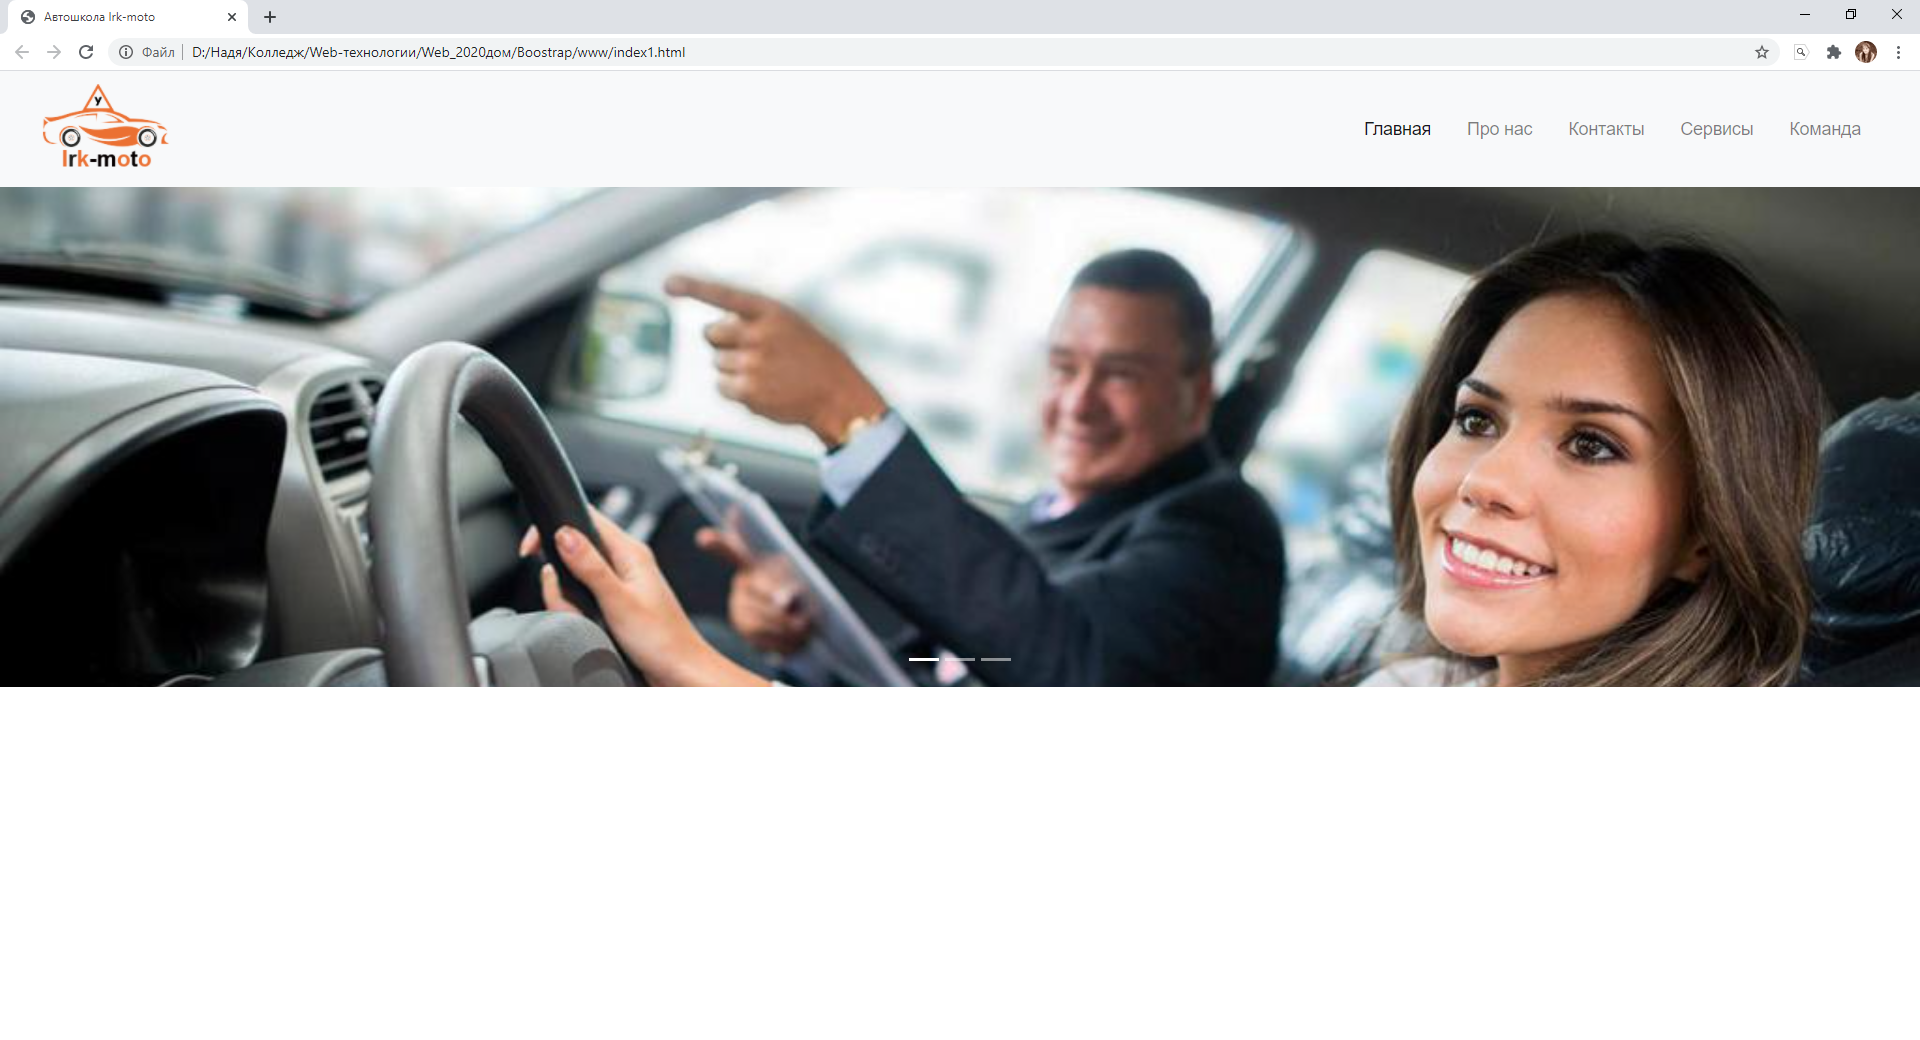 Автошкола Irk-moto
Файл
D:/Надя/Колледж/Web-технологии/Web_2020дом/Boostrap/www/index1.html
У
Irk-moto
Главная Про нас Контакты Сервисы Команда